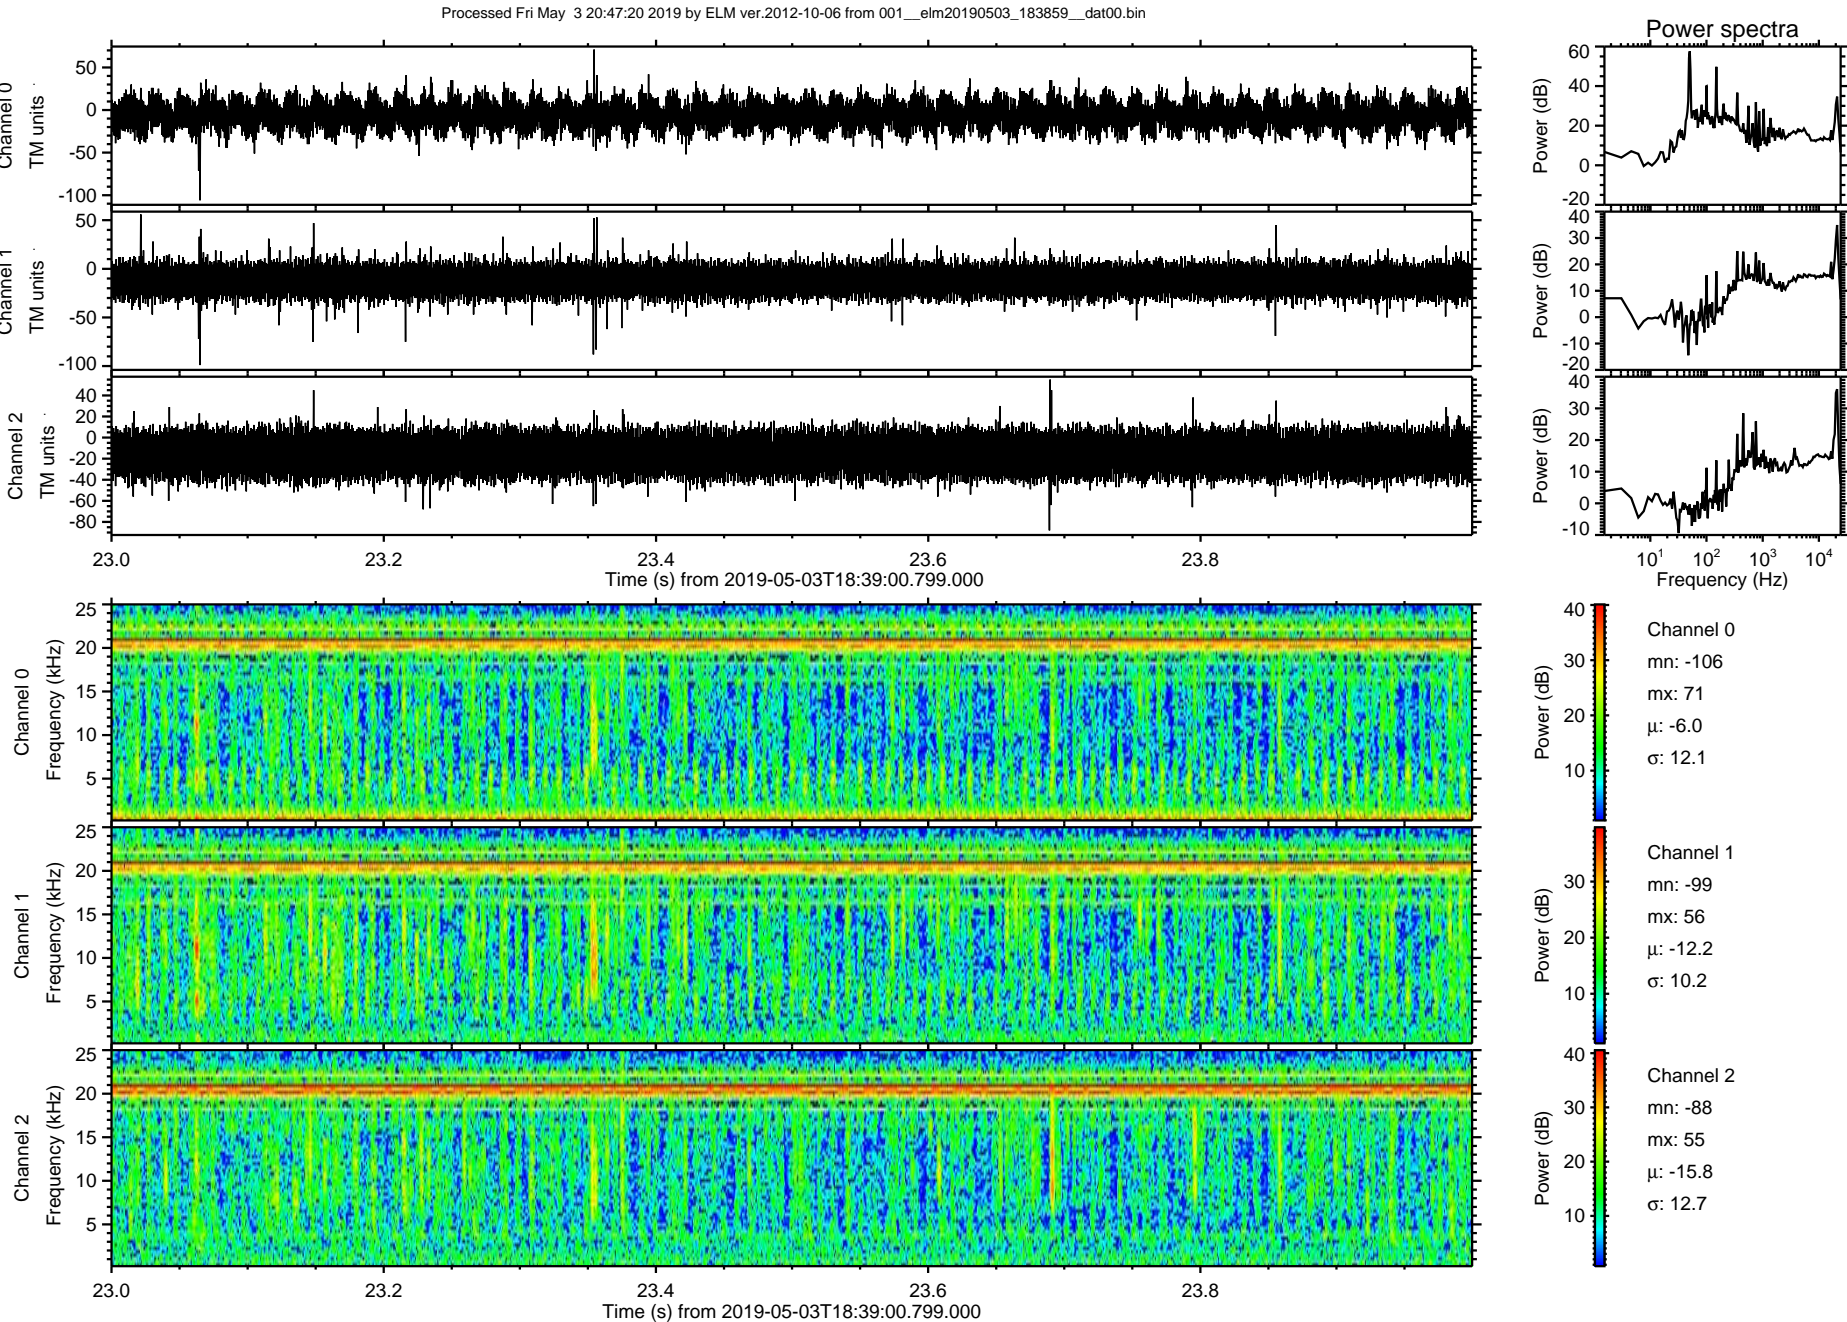 Processed Fri May 3 20:47:20 2019 by ELM ver.2012-10-06 from 001__elm20190503_183859__dat00.bin
Power spectra
Channel 0
TM units
50
0
-50
-100
Power (dB)
60
40
20
0
-20
Channel 1
TM units
50
0
-50
-100
Power (dB)
40
30
20
10
0
-10
-20
Channel 2
TM units
40
20
0
-20
-40
-60
-80
Power (dB)
40
30
20
10
0
-10
23.0 23.2 23.4 23.6 23.8
Time (s) from 2019-05-03T18:39:00.799.000
10¹ 10² 10³ 10⁴
Frequency (Hz)
Channel 0
Frequency (kHz)
25
20
15
10
5
Power (dB)
40
30
20
10
Channel 0
mn: -106
mx: 71
μ: -6.0
σ: 12.1
Channel 1
Frequency (kHz)
25
20
15
10
5
Power (dB)
30
20
10
Channel 1
mn: -99
mx: 56
μ: -12.2
σ: 10.2
Channel 2
Frequency (kHz)
25
20
15
10
5
Power (dB)
40
30
20
10
Channel 2
mn: -88
mx: 55
μ: -15.8
σ: 12.7
23.0 23.2 23.4 23.6 23.8
Time (s) from 2019-05-03T18:39:00.799.000